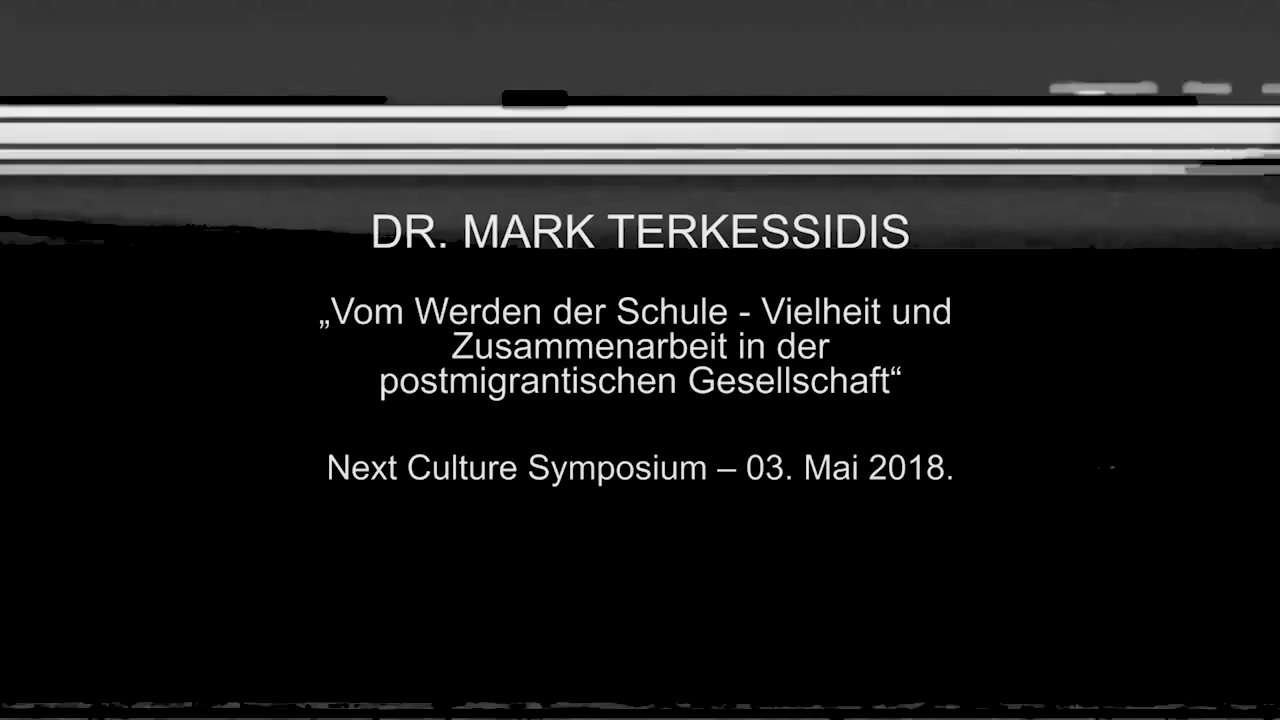 DR. MARK TERKESSIDIS
„Vom Werden der Schule - Vielheit und
Zusammenarbeit in der
postmigrantischen Gesellschaft“
Next Culture Symposium – 03. Mai 2018.